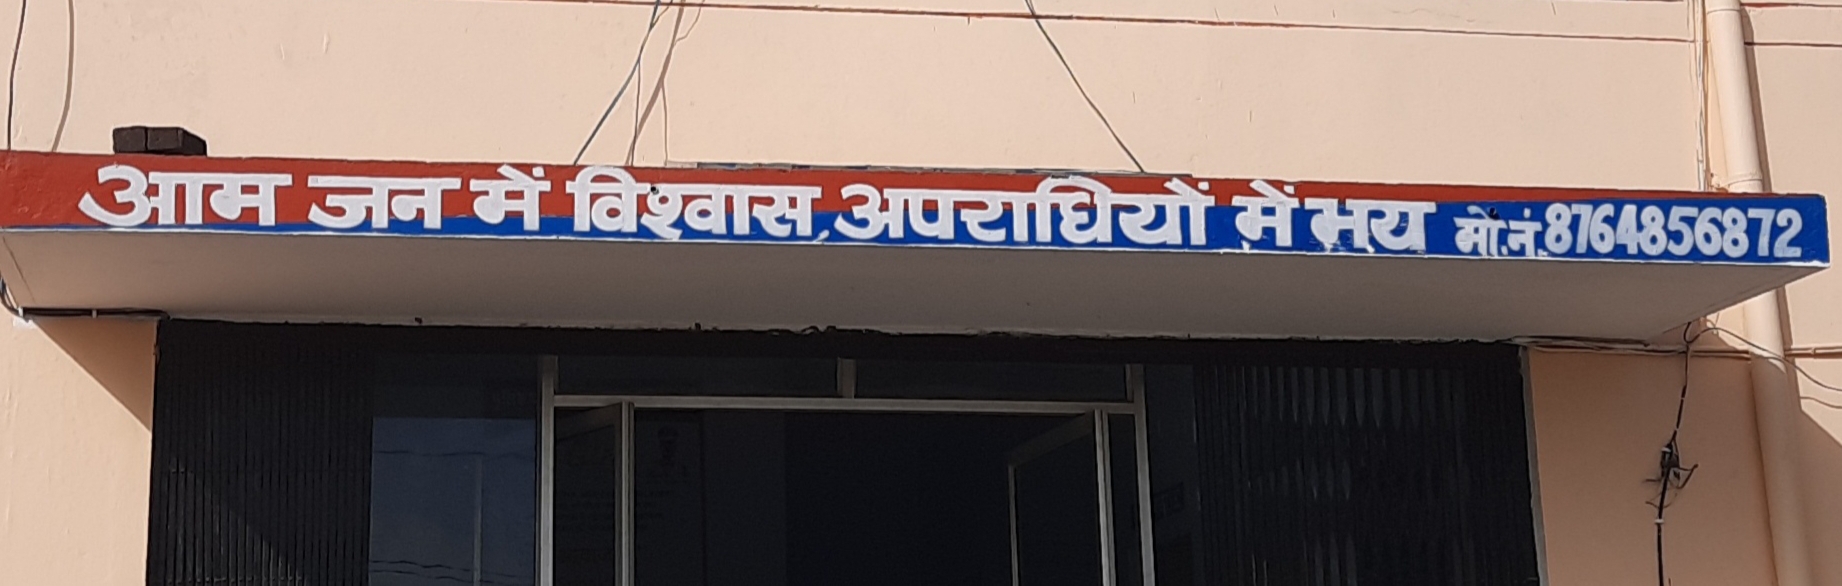 आम जन में विश्वास,अपराधियों में भय मो.नं.8764856872